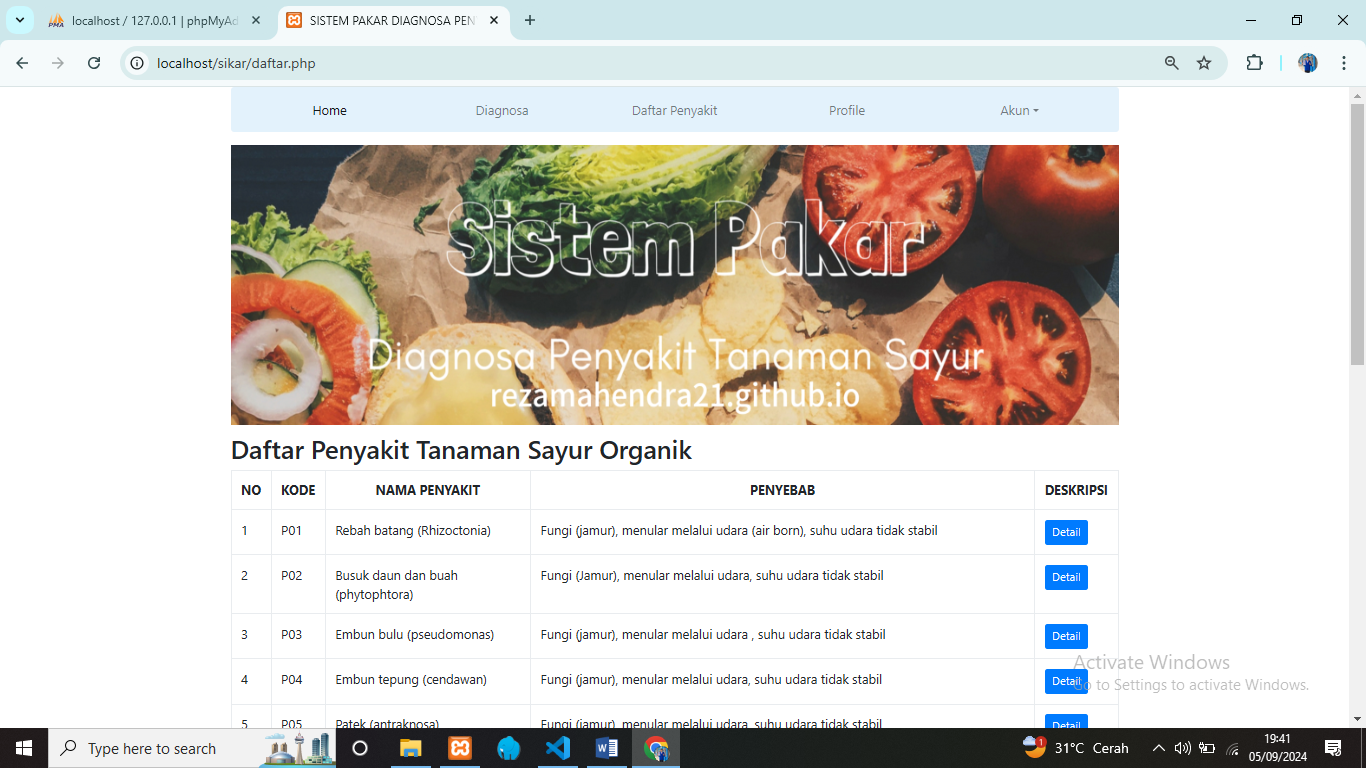 localhost / 127.0.0.1 | phpMyAd
SISTEM PAKAR DIAGNOSA PEN
localhost/sikar/daftar.php
Home Diagnosa Daftar Penyakit Profile Akun
Sistem Pakar
Diagnosa Penyakit Tanaman Sayur
rezamahendra21.github.io
Daftar Penyakit Tanaman Sayur Organik
NO KODE NAMA PENYAKIT PENYEBAB DESKRIPSI
1 P01 Rebah batang (Rhizoctonia) Fungi (jamur), menular melalui udara (air born), suhu udara tidak stabil Detail
2 P02 Busuk daun dan buah Fungi (Jamur), menular melalui udara, suhu udara tidak stabil Detail
(phytophtora)
3 P03 Embun bulu (pseudomonas) Fungi (jamur), menular melalui udara , suhu udara tidak stabil Detail
4 P04 Embun tepung (cendawan) Fungi (jamur), menular melalui udara, suhu udara tidak stabil Detail
5 P05 Patek (antraknosa) Fungi (jamur), menular melalui udara, suhu udara tidak stabil Detail
Activate Windows
Go to Settings to activate Windows.
Type here to search
1
31°C Cerah
19:41
05/09/2024